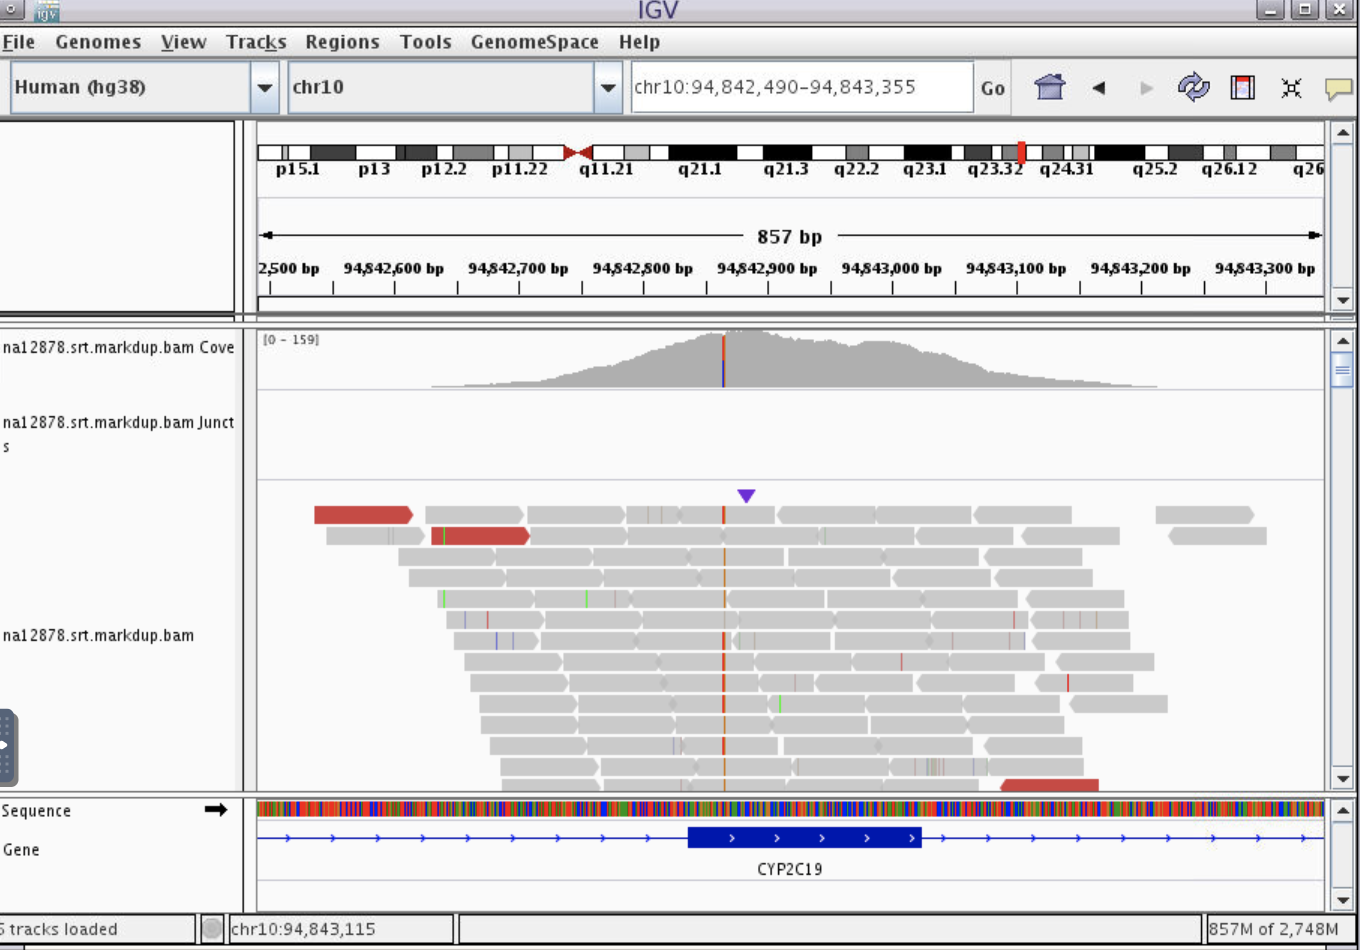 IGV
igv
File Genomes View Tracks Regions Tools GenomeSpace Help
Human (hg38) chr10 chr10:94,842,490-94,843,355 Go
p15.1 p13 p12.2 p11.22 q11.21 q21.1 q21.3 q22.2 q23.1 q23.32 q24.31 q25.2 q26.12 q26
857 bp
2,500 bp 94,842,600 bp 94,842,700 bp 94,842,800 bp 94,842,900 bp 94,843,000 bp 94,843,100 bp 94,843,200 bp 94,843,300 bp
na12878.srt.markdup.bam Cove [0 - 159]
na12878.srt.markdup.bam Junct
s
na12878.srt.markdup.bam
Sequence
Gene
CYP2C19
tracks loaded chr10:94,843,115 857M of 2,748M